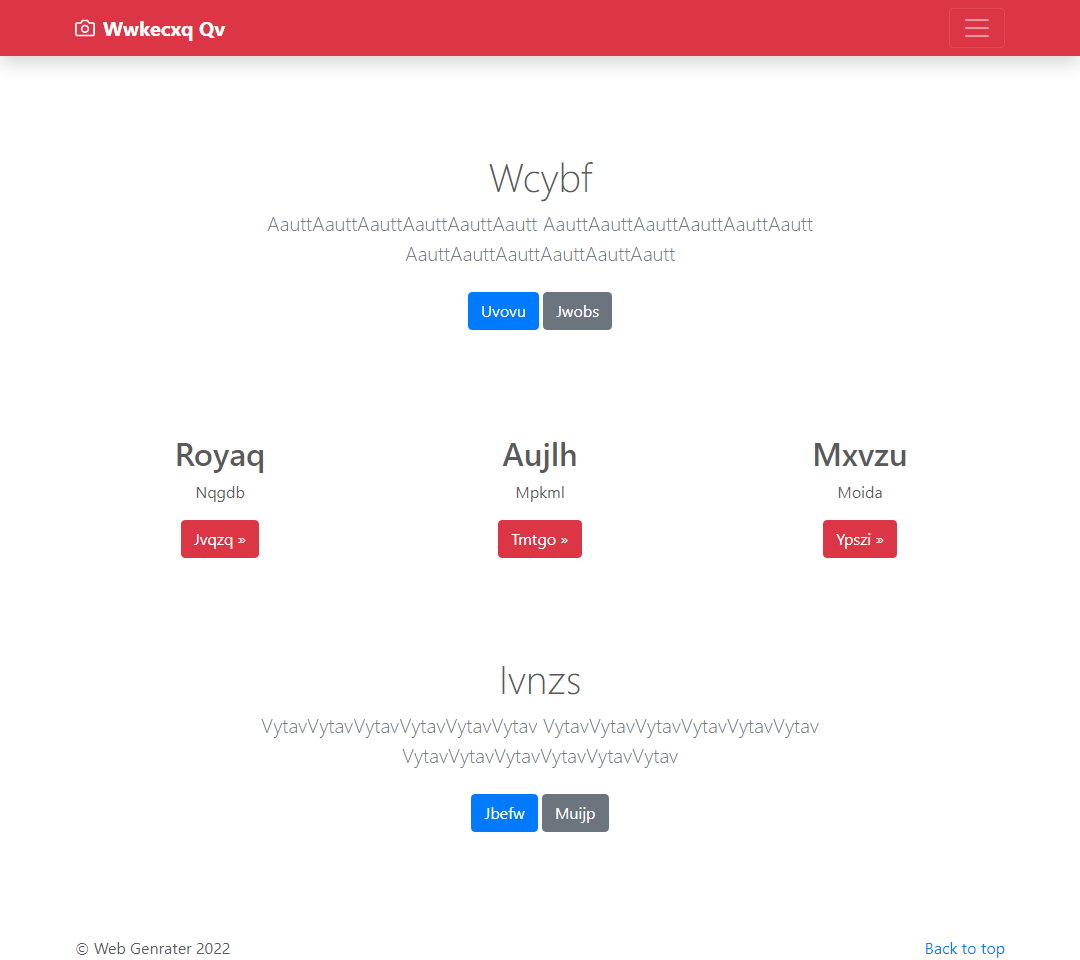 Wwkecxq Qv
Wcybf
AauttAauttAauttAauttAauttAautt AauttAauttAauttAauttAauttAautt
AauttAauttAauttAauttAauttAautt
Uvovu Jwobs
Royaq Aujlh Mxvzu
Nqgdb Mpkml Moida
Jvqzq » Tmtgo » Ypszi »
Ivnzs
VytavVytavVytavVytavVytavVytav VytavVytavVytavVytavVytavVytav
VytavVytavVytavVytavVytavVytav
Jbefw Muijp
© Web Genrater 2022 Back to top